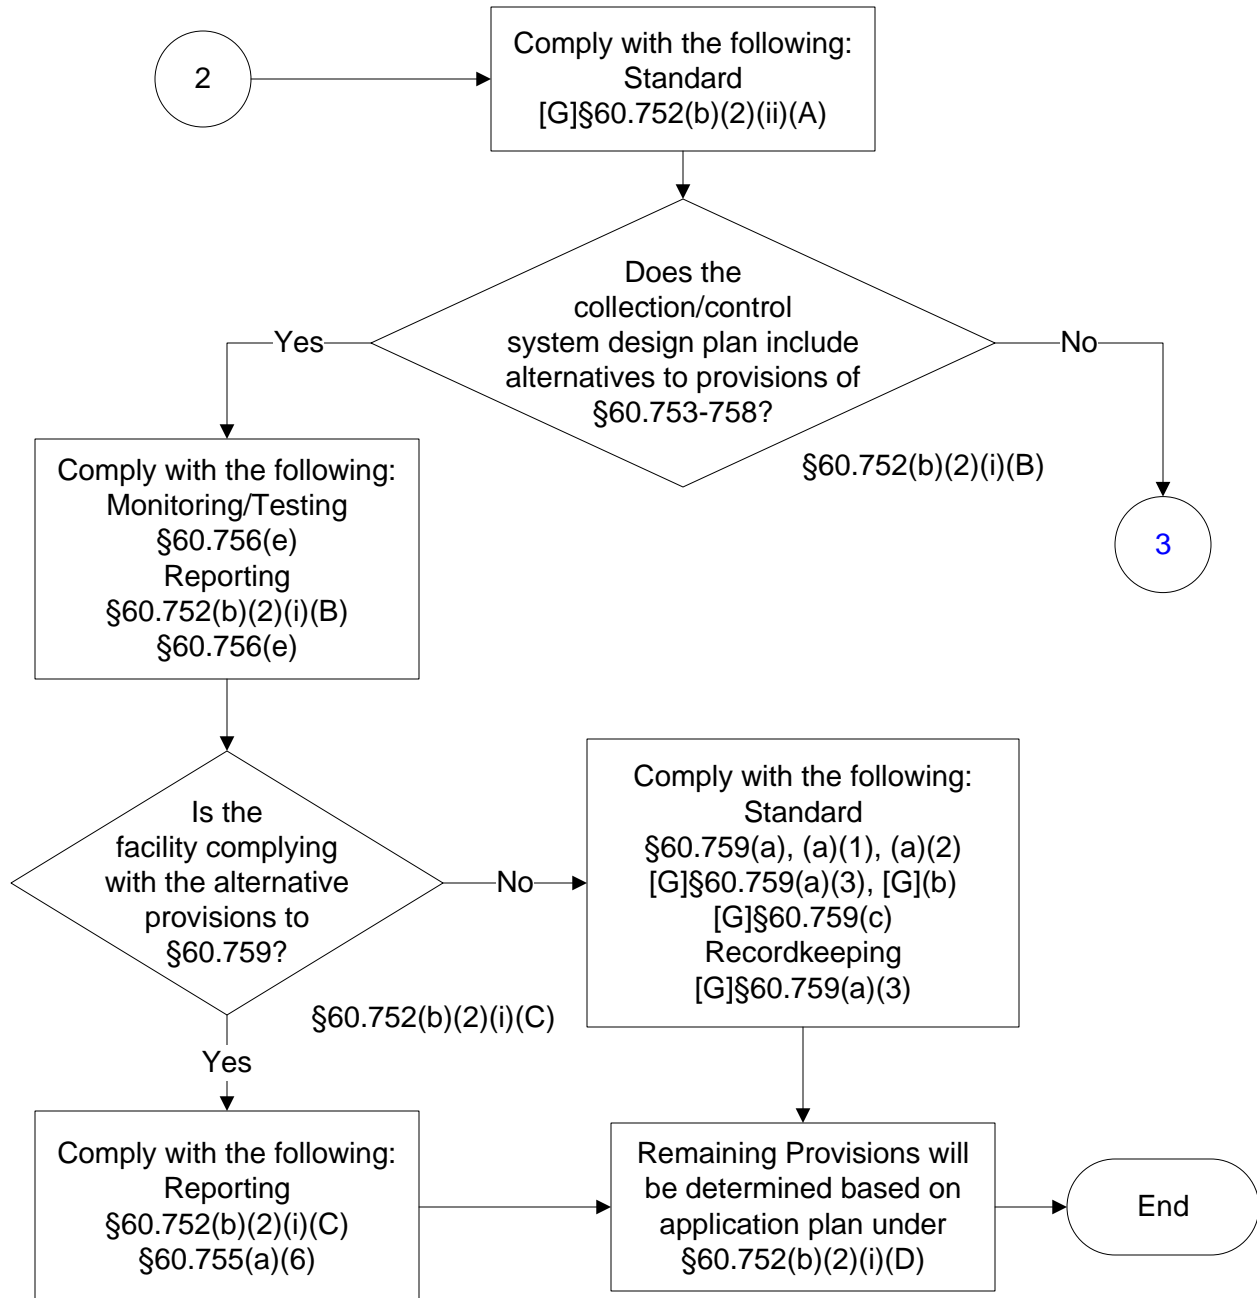 2
Comply with the following:
Standard
[G]§60.752(b)(2)(ii)(A)
Does the
collection/control
system design plan include
alternatives to provisions of
§60.753-758?
Yes
No
§60.752(b)(2)(i)(B)
3
Comply with the following:
Monitoring/Testing
§60.756(e)
Reporting
§60.752(b)(2)(i)(B)
§60.756(e)
Is the
facility complying
with the alternative
provisions to
§60.759?
No
Yes
§60.752(b)(2)(i)(C)
Comply with the following:
Standard
§60.759(a), (a)(1), (a)(2)
[G]§60.759(a)(3), [G](b)
[G]§60.759(c)
Recordkeeping
[G]§60.759(a)(3)
Comply with the following:
Reporting
§60.752(b)(2)(i)(C)
§60.755(a)(6)
Remaining Provisions will
be determined based on
application plan under
§60.752(b)(2)(i)(D)
End